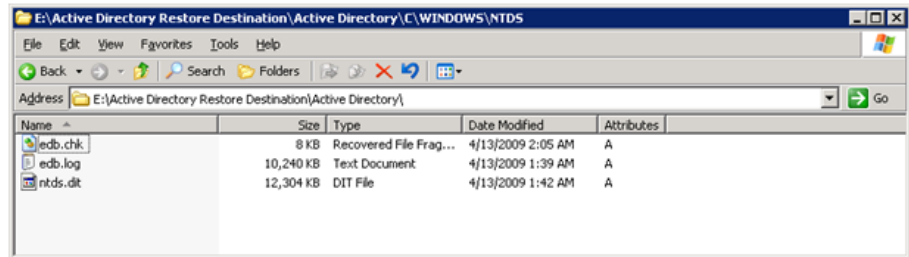 E:\Active Directory Restore Destination\Active Directory\C\WINDOWS\NTDS
File Edit View Favorites Tools Help
Back Search Folders
Address E:\Active Directory Restore Destination\Active Directory\ Go
Name Size Type Date Modified Attributes
edb.chk 8 KB Recovered File Frag... 4/13/2009 2:05 AM A
edb.log 10,240 KB Text Document 4/13/2009 1:39 AM A
ntds.dit 12,304 KB DIT File 4/13/2009 1:42 AM A